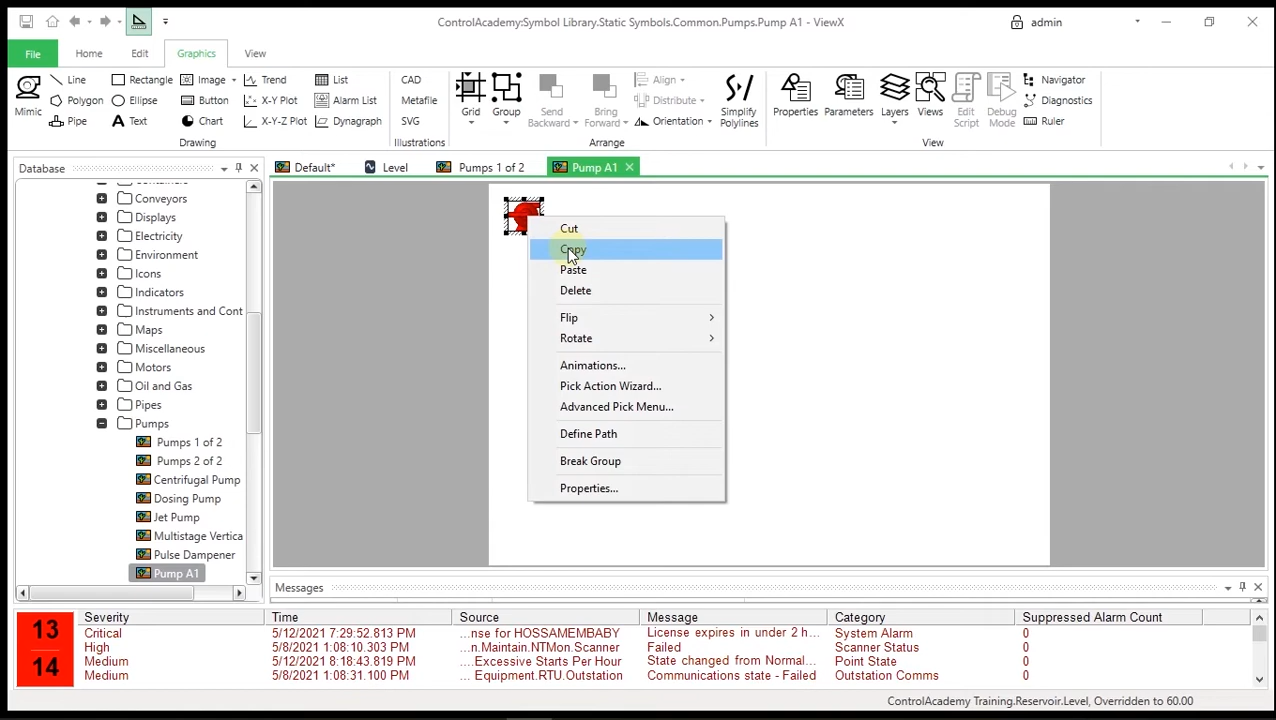 ControlAcademy:Symbol Library.Static Symbols.Common.Pumps.Pump A1 - ViewX
admin
File Home Edit Graphics View
Line Rectangle Image Trend List CAD Align Navigator
Polygon Ellipse Button X-Y Plot Alarm List Metafile Distribute Diagnostics
Pipe Text Chart X-Y-Z Plot Dynagraph SVG Orientation Ruler
Mimic Grid Group Send Backward Bring Forward Simplify Polylines Properties Parameters Layers Views Edit Script Debug Mode
Drawing Illustrations Arrange View
Database
Default* Level Pumps 1 of 2 Pump A1
Conveyors
Displays
Electricity
Environment
Icons
Indicators
Instruments and Cont
Maps
Miscellaneous
Motors
Oil and Gas
Pipes
Pumps
Pumps 1 of 2
Pumps 2 of 2
Centrifugal Pump
Dosing Pump
Jet Pump
Multistage Vertica
Pulse Dampener
Pump A1
Cut
Copy
Paste
Delete
Flip
Rotate
Animations...
Pick Action Wizard...
Advanced Pick Menu...
Define Path
Break Group
Properties...
Messages
13
14
Severity Time Source Message Category Suppressed Alarm Count
Critical 5/12/2021 7:29:52.813 PM ...nse for HOSSAMEMBABY License expires in under 2 h... System Alarm 0
High 5/8/2021 1:08:10.303 PM ...n.Maintain.NTMon.Scanner Failed Scanner Status 0
Medium 5/12/2021 8:18:43.819 PM ....Excessive Starts Per Hour State changed from Normal... Point State 0
Medium 5/8/2021 1:08:31.100 PM ... Equipment.RTU.Outstation Communications state - Failed Outstation Comms 0
ControlAcademy Training.Reservoir.Level, Overridden to 60.00